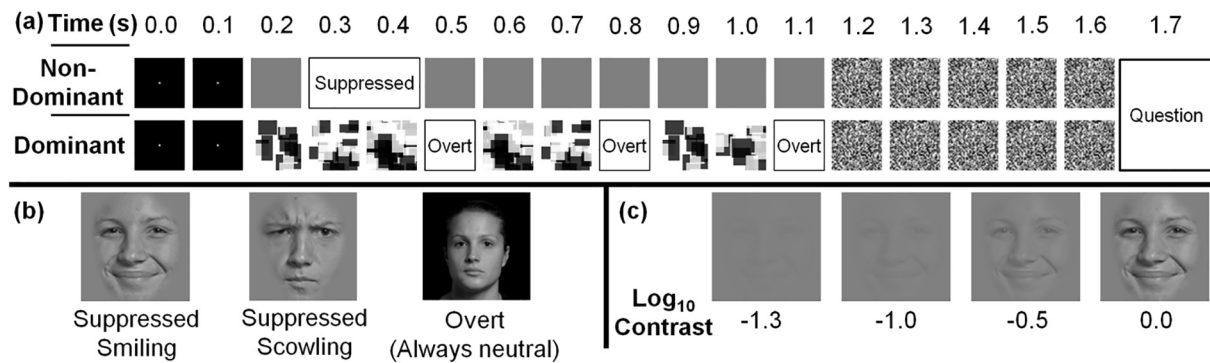 (a) Time (s) 0.0 0.1 0.2 0.3 0.4 0.5 0.6 0.7 0.8 0.9 1.0 1.1 1.2 1.3 1.4 1.5 1.6 1.7
Non-
Dominant
Suppressed
Question
Dominant
Overt Overt Overt
(b)
Suppressed
Smiling
Suppressed
Scowling
Overt
(Always neutral)
(c)
Log10
Contrast -1.3 -1.0 -0.5 0.0